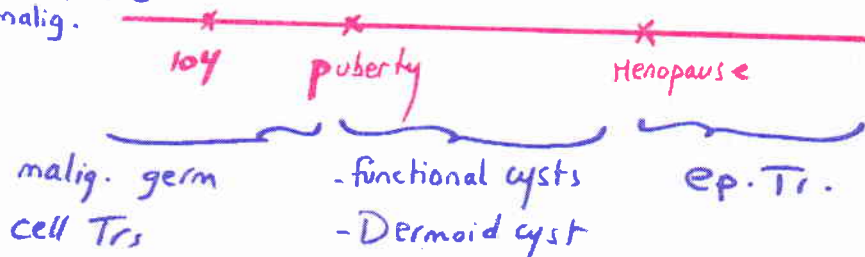 malig.
10y puberty Menopause
malig. germ - functional cysts ep. Tr.
cell Trs - Dermoid cyst